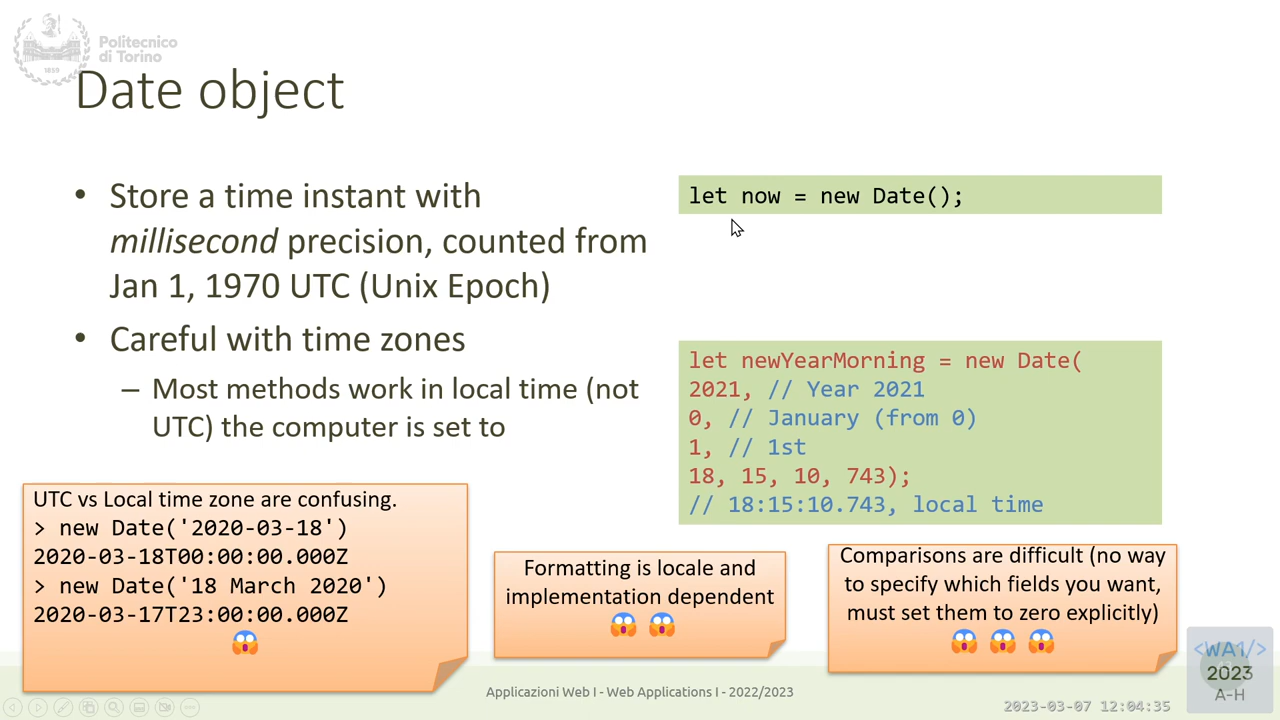 Politecnico
di Torino
1859
Date object
• Store a time instant with
millisecond precision, counted from
Jan 1, 1970 UTC (Unix Epoch)
• Careful with time zones
– Most methods work in local time (not
UTC) the computer is set to
let now = new Date();
let newYearMorning = new Date(
2021, // Year 2021
0, // January (from 0)
1, // 1st
18, 15, 10, 743);
// 18:15:10.743, local time
UTC vs Local time zone are confusing.
> new Date('2020-03-18')
2020-03-18T00:00:00.000Z
> new Date('18 March 2020')
2020-03-17T23:00:00.000Z
😱
Formatting is locale and
implementation dependent
😱 😱
Comparisons are difficult (no way
to specify which fields you want,
must set them to zero explicitly)
😱 😱 😱
Applicazioni Web I - Web Applications I - 2022/2023
<WA1/>
2023
A-H
2023-03-07 12:04:35